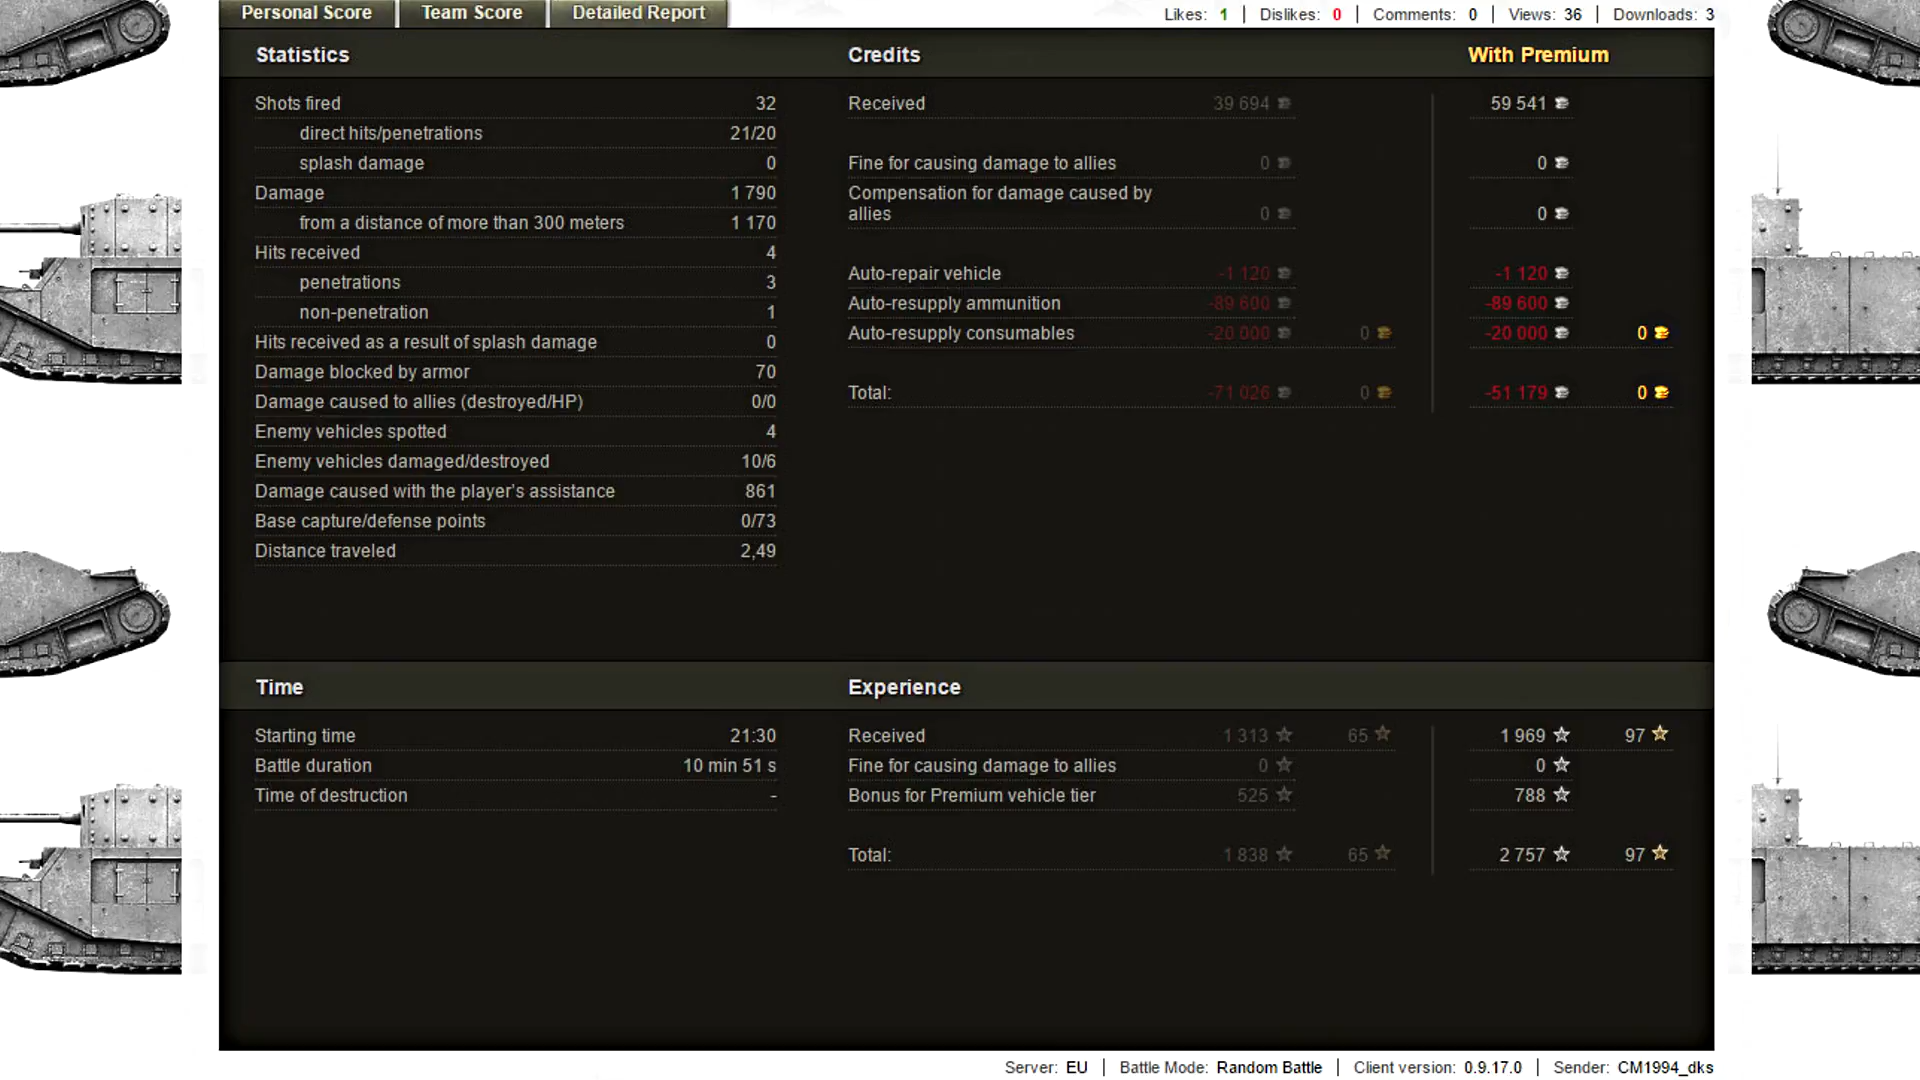 Personal Score Team Score Detailed Report Likes: 1 | Dislikes: 0 | Comments: 0 | Views: 36 | Downloads: 3
Statistics
Shots fired 32
direct hits/penetrations 21/20
splash damage 0
Damage 1 790
from a distance of more than 300 meters 1 170
Hits received 4
penetrations 3
non-penetration 1
Hits received as a result of splash damage 0
Damage blocked by armor 70
Damage caused to allies (destroyed/HP) 0/0
Enemy vehicles spotted 4
Enemy vehicles damaged/destroyed 10/6
Damage caused with the player's assistance 861
Base capture/defense points 0/73
Distance traveled 2,49
Credits With Premium
Received 39 694 59 541
Fine for causing damage to allies 0 0
Compensation for damage caused by
allies 0 0
Auto-repair vehicle -1 120 -1 120
Auto-resupply ammunition -89 600 -89 600
Auto-resupply consumables -20 000 0 -20 000 0
Total: -71 026 0 -51 179 0
Time
Starting time 21:30
Battle duration 10 min 51 s
Time of destruction -
Experience
Received 1 313 65 1 969 97
Fine for causing damage to allies 0 0
Bonus for Premium vehicle tier 525 788
Total: 1 838 65 2 757 97
Server: EU | Battle Mode: Random Battle | Client version: 0.9.17.0 | Sender: CM1994_dks